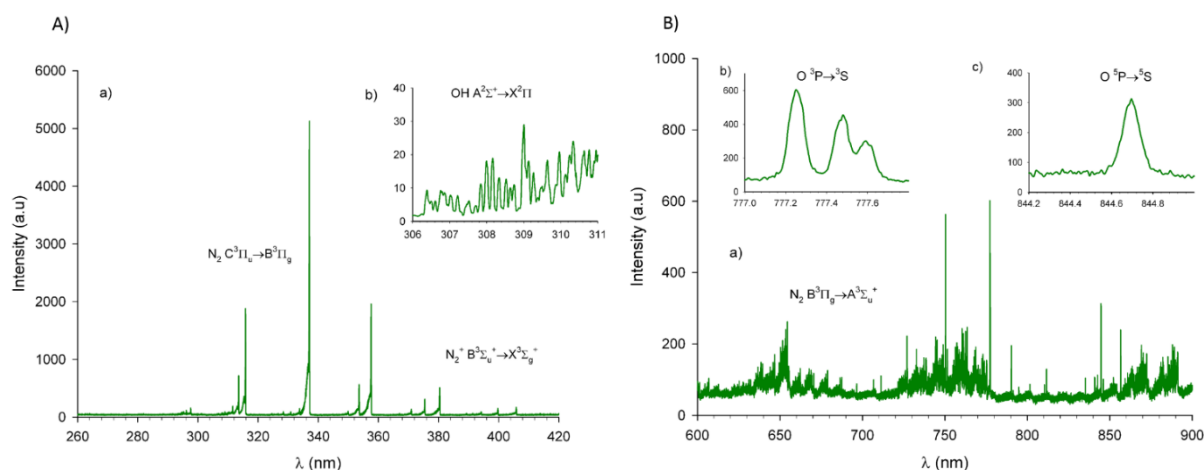 A)
a)
b)
OH A²Σ⁺→X²Π
Intensity (a.u)
6000
5000
4000
3000
2000
1000
0
40
30
20
10
0
306 307 308 309 310 311
N₂ C³Πᵤ→B³Π_g
N₂⁺ B³Σᵤ⁺→X³Σ_g⁺
260 280 300 320 340 360 380 400 420
λ (nm)
B)
b)
O ³P→³S
c)
O ⁵P→⁵S
Intensity (a.u)
1000
800
600
400
200
0
600
400
200
0
777.0 777.2 777.4 777.6
400
300
200
100
0
844.2 844.4 844.6 844.8
a)
N₂ B³Π_g→A³Σᵤ⁺
600 650 700 750 800 850 900
λ (nm)